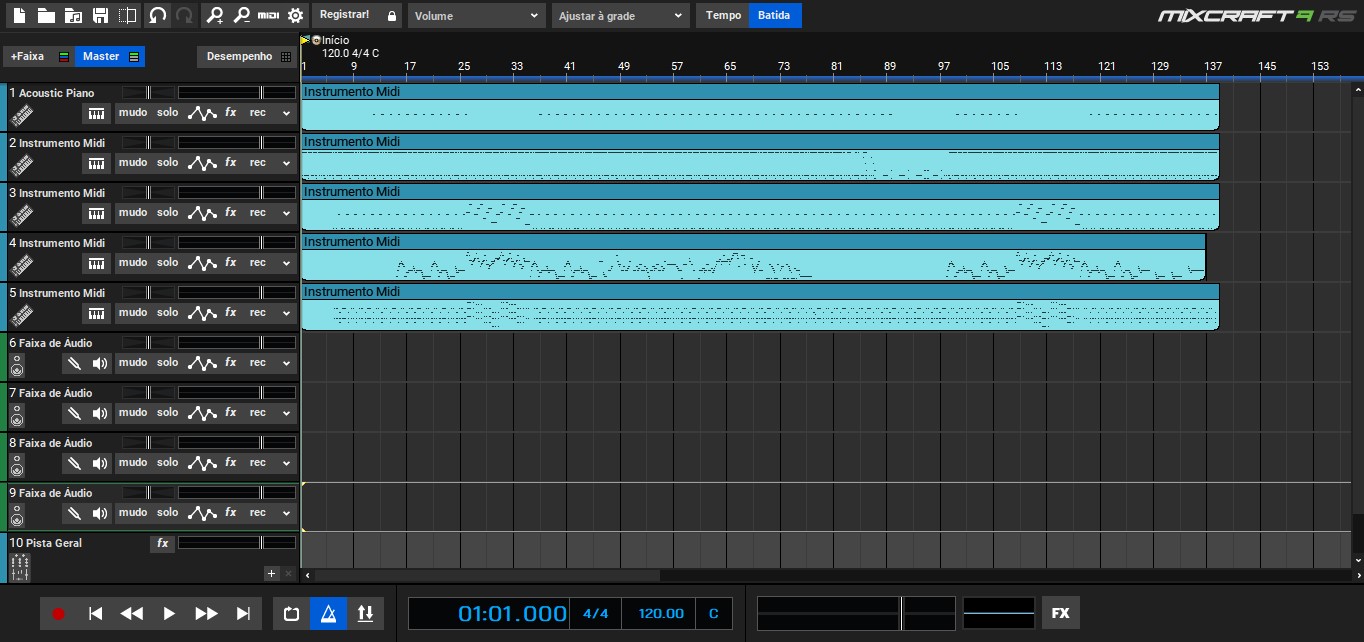 miDi
Registrar!
Volume
Ajustar à grade
Tempo
Batida
MIXCRAFT 9 RS
+Faixa
Master
Desempenho
Início
120.0 4/4 C
1 9 17 25 33 41 49 57 65 73 81 89 97 105 113 121 129 137 145 153
1 Acoustic Piano
Instrumento Midi
mudo solo fx rec
2 Instrumento Midi
Instrumento Midi
mudo solo fx rec
3 Instrumento Midi
Instrumento Midi
mudo solo fx rec
4 Instrumento Midi
Instrumento Midi
mudo solo fx rec
5 Instrumento Midi
Instrumento Midi
mudo solo fx rec
6 Faixa de Áudio
mudo solo fx rec
7 Faixa de Áudio
mudo solo fx rec
8 Faixa de Áudio
mudo solo fx rec
9 Faixa de Áudio
mudo solo fx rec
10 Pista Geral
fx
01:01.000
4/4
120.00
C
FX